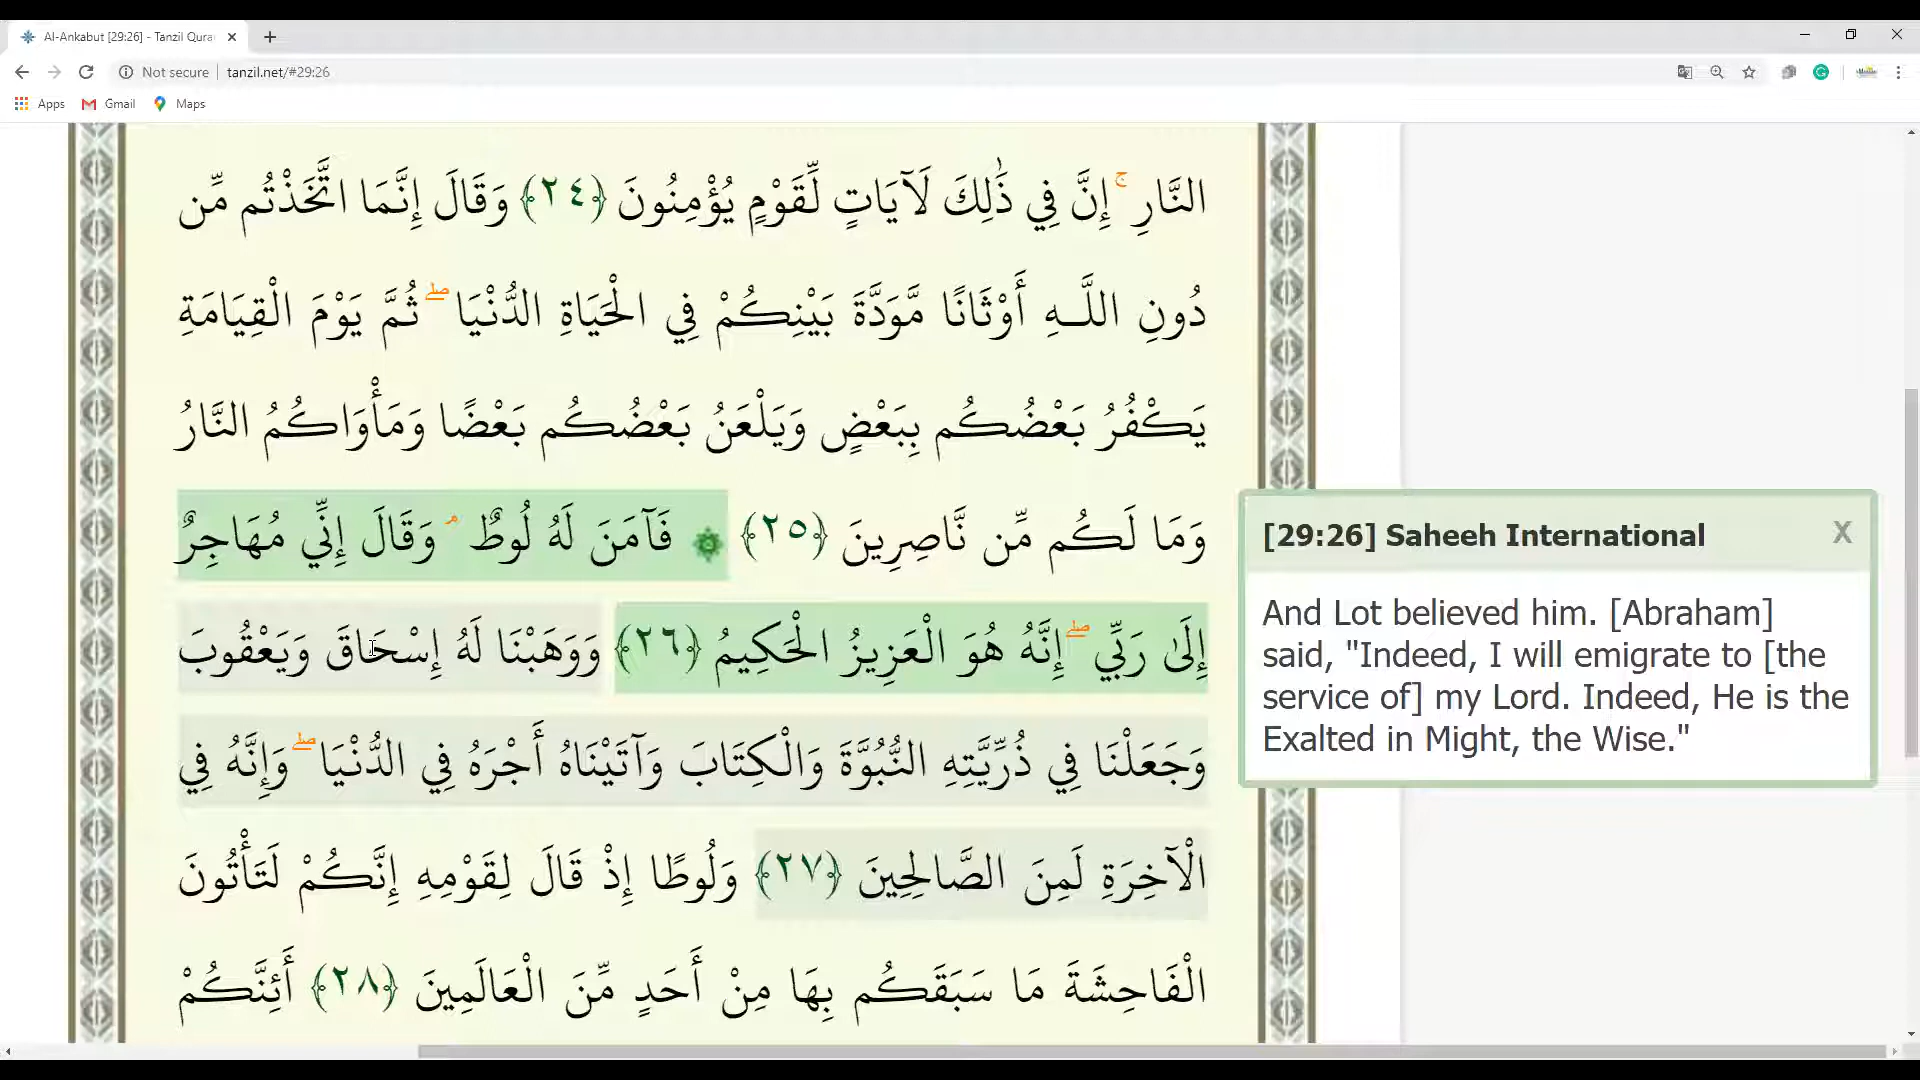 Al-Ankabut [29:26] - Tanzil Qura
Not secure
tanzil.net/#29:26
Apps
Gmail
Maps
النَّارِ ۚ إِنَّ فِي ذَٰلِكَ لَآيَاتٍ لِّقَوْمٍ يُؤْمِنُونَ ﴿٢٤﴾ وَقَالَ إِنَّمَا اتَّخَذْتُم مِّن
دُونِ اللَّـهِ أَوْثَانًا مَّوَدَّةَ بَيْنِكُمْ فِي الْحَيَاةِ الدُّنْيَا ۖ ثُمَّ يَوْمَ الْقِيَامَةِ
يَكْفُرُ بَعْضُكُم بِبَعْضٍ وَيَلْعَنُ بَعْضُكُم بَعْضًا وَمَأْوَاكُمُ النَّارُ
وَمَا لَكُم مِّن نَّاصِرِينَ ﴿٢٥﴾ ۞ فَآمَنَ لَهُ لُوطٌ ۘ وَقَالَ إِنِّي مُهَاجِرٌ
إِلَىٰ رَبِّي ۖ إِنَّهُ هُوَ الْعَزِيزُ الْحَكِيمُ ﴿٢٦﴾ وَوَهَبْنَا لَهُ إِسْحَاقَ وَيَعْقُوبَ
وَجَعَلْنَا فِي ذُرِّيَّتِهِ النُّبُوَّةَ وَالْكِتَابَ وَآتَيْنَاهُ أَجْرَهُ فِي الدُّنْيَا ۖ وَإِنَّهُ فِي
الْآخِرَةِ لَمِنَ الصَّالِحِينَ ﴿٢٧﴾ وَلُوطًا إِذْ قَالَ لِقَوْمِهِ إِنَّكُمْ لَتَأْتُونَ
الْفَاحِشَةَ مَا سَبَقَكُم بِهَا مِنْ أَحَدٍ مِّنَ الْعَالَمِينَ ﴿٢٨﴾ أَئِنَّكُمْ
[29:26] Saheeh International
X
And Lot believed him. [Abraham]
said, "Indeed, I will emigrate to [the
service of] my Lord. Indeed, He is the
Exalted in Might, the Wise."